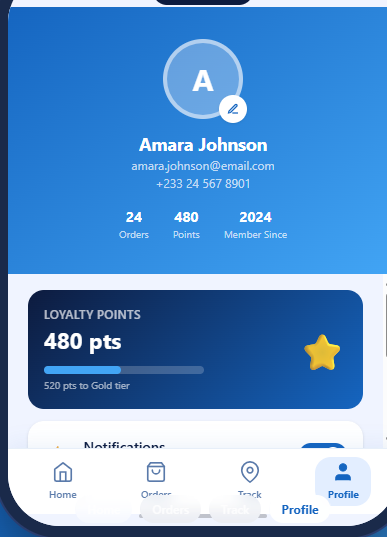 A
Amara Johnson
amara.johnson@email.com
+233 24 567 8901
24 480 2024
Orders Points Member Since
LOYALTY POINTS
480 pts
520 pts to Gold tier
Notifications
Home Orders Track Profile
Orders Track Profile